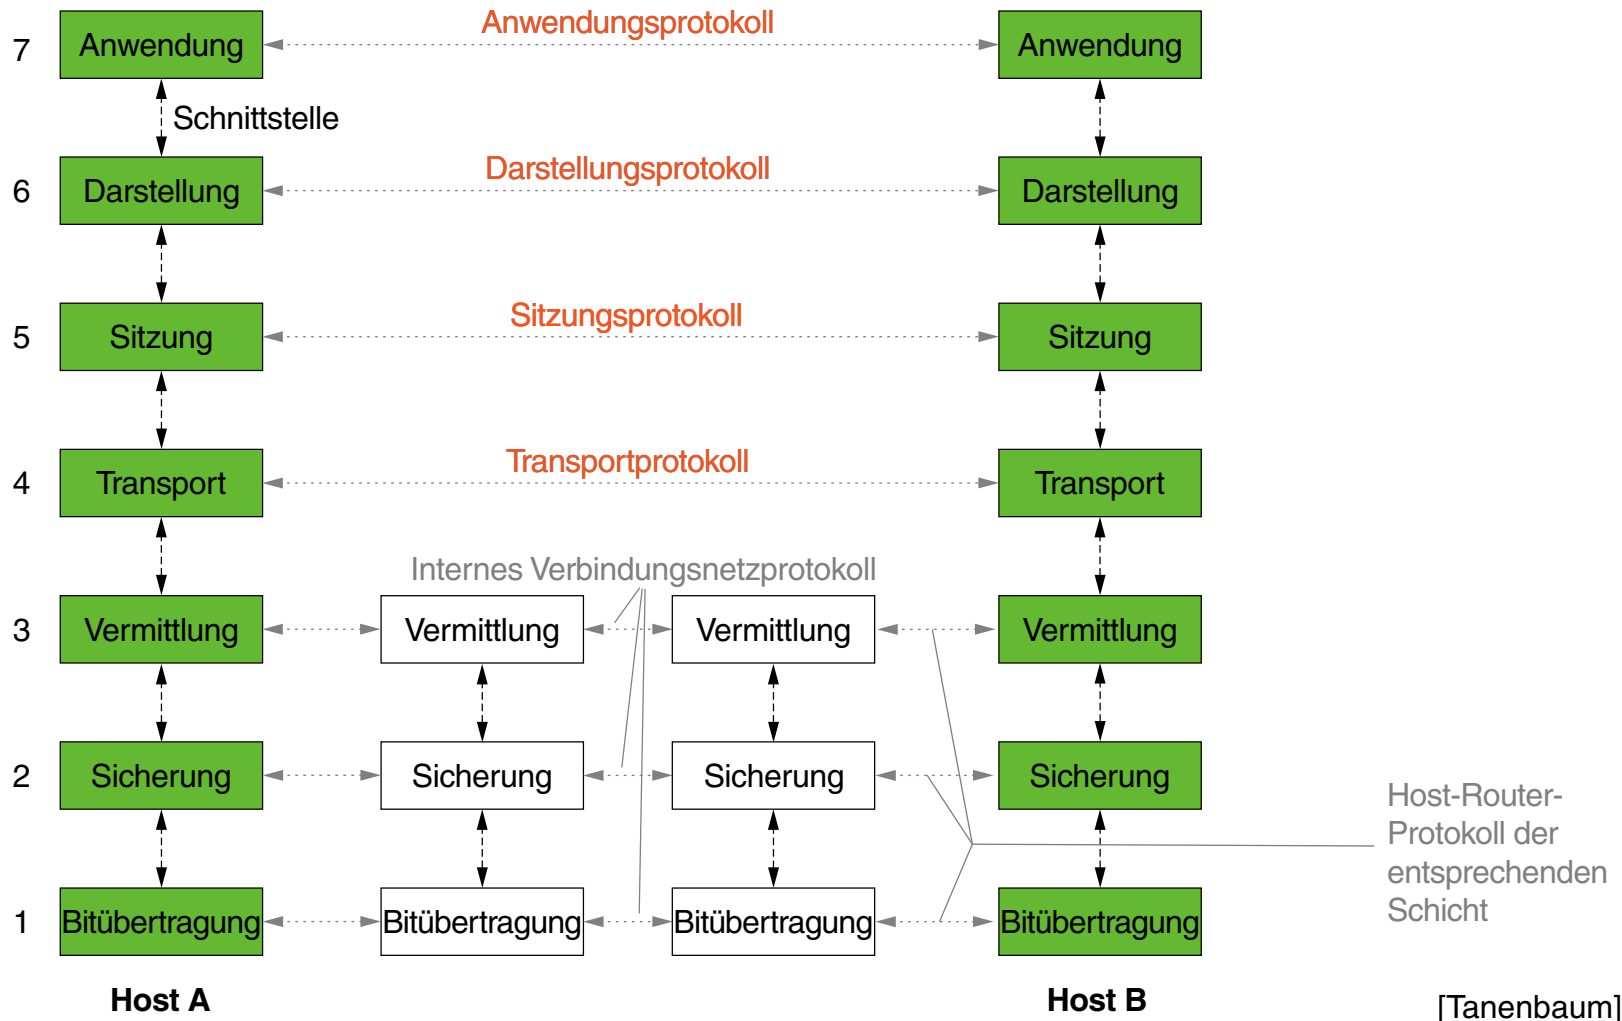 Anwendungsprotokoll
7 Anwendung Anwendung
Schnittstelle
Darstellungsprotokoll
6 Darstellung Darstellung
Sitzungsprotokoll
5 Sitzung Sitzung
Transportprotokoll
4 Transport Transport
Internes Verbindungsnetzprotokoll
3 Vermittlung Vermittlung Vermittlung Vermittlung
2 Sicherung Sicherung Sicherung Sicherung
Host-Router-
Protokoll der
entsprechenden
Schicht
1 Bitübertragung Bitübertragung Bitübertragung Bitübertragung
Host A Host B
[Tanenbaum]